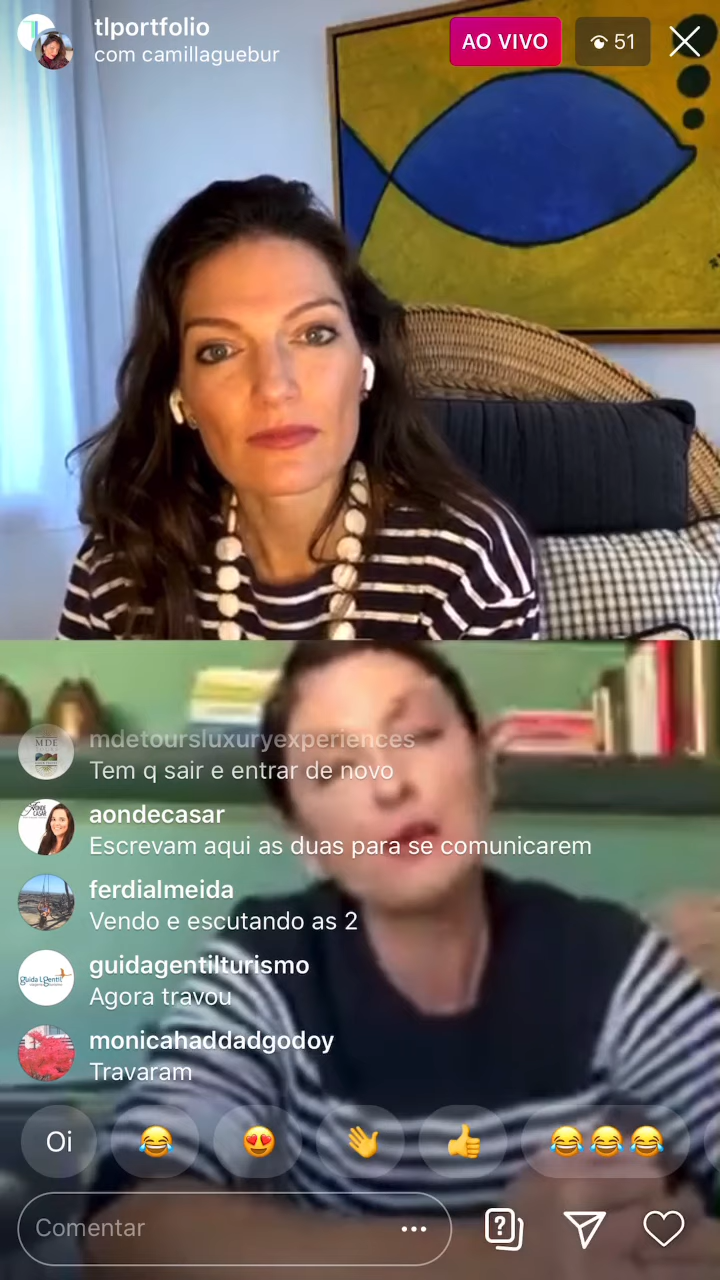 tlportfolio
com camillaguebur
AO VIVO
51
mdetoursluxuryexperiences
Tem q sair e entrar de novo
aondecasar
Escrevam aqui as duas para se comunicarem
ferdialmeida
Vendo e escutando as 2
guidagentilturismo
Agora travou
monicahaddadgodoy
Travaram
Oi
Comentar